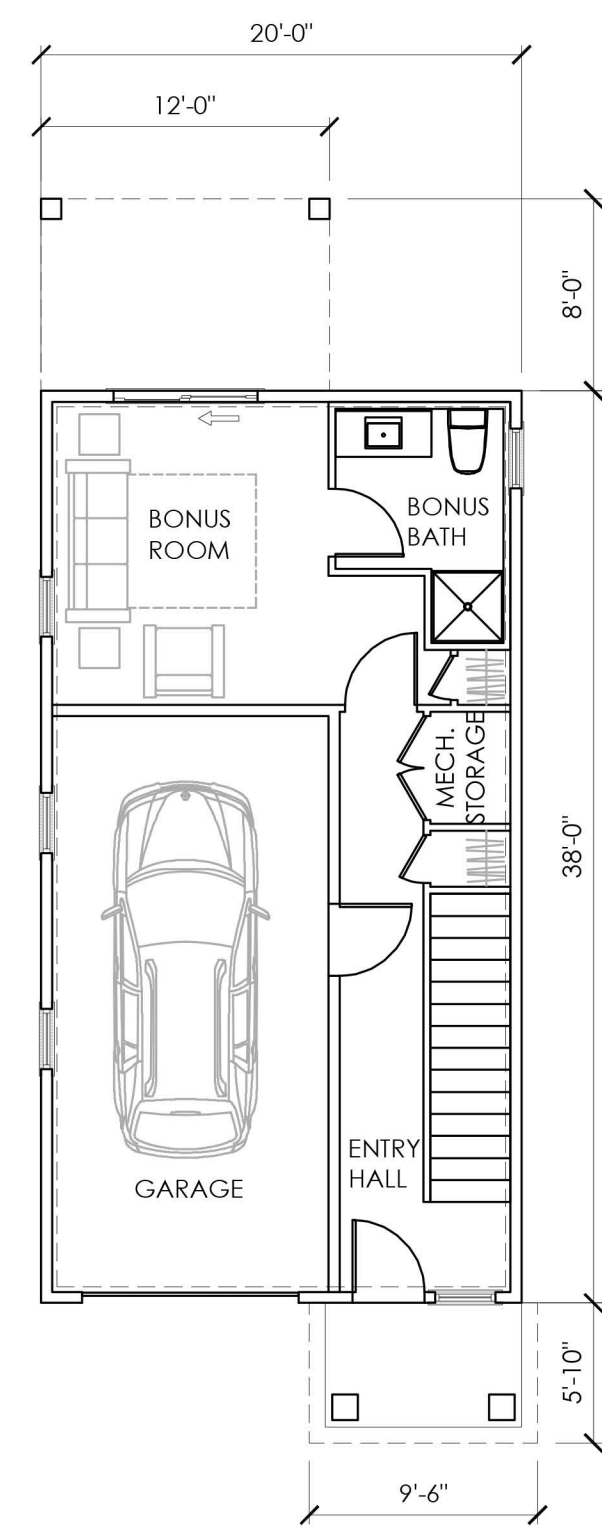 20'-0"
12'-0"
8'-0"
BONUS
ROOM
BONUS
BATH
MECH.
STORAGE
38'-0"
ENTRY
HALL
GARAGE
5'-10"
9'-6"